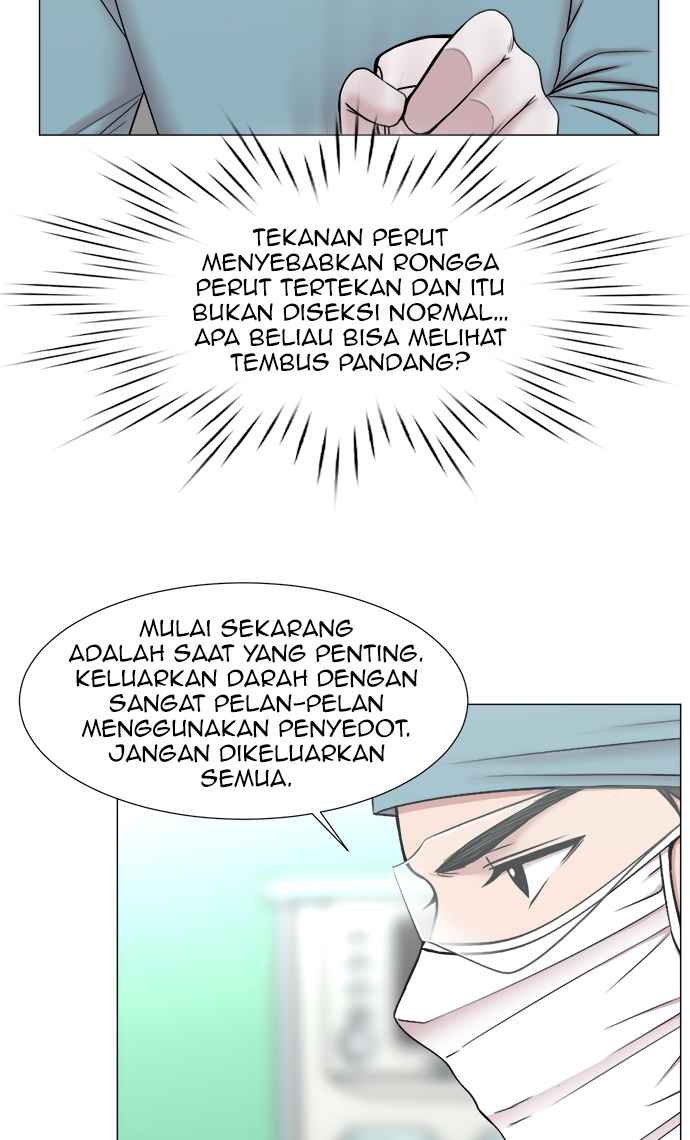 TEKANAN PERUT
MENYEBABKAN RONGGA
PERUT TERTEKAN DAN ITU
BUKAN DISEKSI NORMAL...
APA BELIAU BISA MELIHAT
TEMBUS PANDANG?
MULAI SEKARANG
ADALAH SAAT YANG PENTING.
KELUARKAN DARAH DENGAN
SANGAT PELAN-PELAN
MENGGUNAKAN PENYEDOT.
JANGAN DIKELUARKAN
SEMUA.